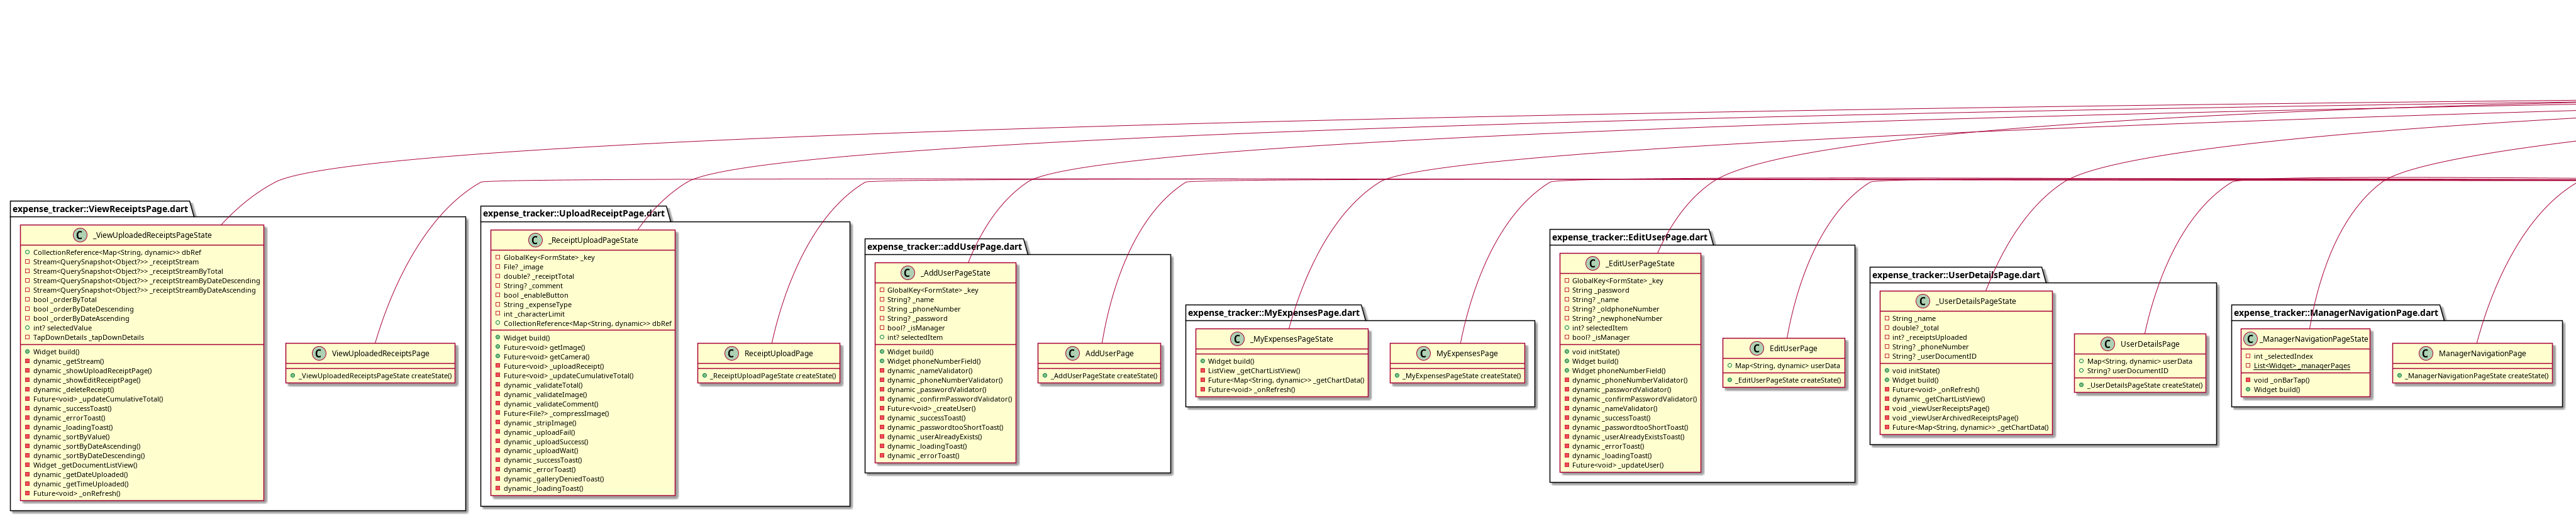 expense_tracker::ViewReceiptsPage.dart
C _ViewUploadedReceiptsPageState
CollectionReference<Map<String, dynamic>> dbRef
Stream<QuerySnapshot<Object?>> _receiptStream
Stream<QuerySnapshot<Object?>> _receiptStreamByTotal
Stream<QuerySnapshot<Object?>> _receiptStreamByDateDescending
Stream<QuerySnapshot<Object?>> _receiptStreamByDateAscending
bool _orderByTotal
bool _orderByDateDescending
bool _orderByDateAscending
int? selectedValue
TapDownDetails _tapDownDetails
Widget build()
dynamic _getStream()
dynamic _showUploadReceiptPage()
dynamic _showEditReceiptPage()
dynamic _deleteReceipt()
Future<void> _updateCumulativeTotal()
dynamic _successToast()
dynamic _errorToast()
dynamic _loadingToast()
dynamic _sortByValue()
dynamic _sortByDateAscending()
dynamic _sortByDateDescending()
Widget _getDocumentListView()
dynamic _getDateUploaded()
dynamic _getTimeUploaded()
Future<void> _onRefresh()
C ViewUploadedReceiptsPage
_ViewUploadedReceiptsPageState createState()
expense_tracker::UploadReceiptPage.dart
C _ReceiptUploadPageState
GlobalKey<FormState> _key
File? _image
double? _receiptTotal
String? _comment
bool _enableButton
String _expenseType
int _characterLimit
CollectionReference<Map<String, dynamic>> dbRef
Widget build()
Future<void> getImage()
Future<void> getCamera()
Future<void> _uploadReceipt()
Future<void> _updateCumulativeTotal()
dynamic _validateTotal()
dynamic _validateImage()
dynamic _validateComment()
Future<File?> _compressImage()
dynamic _stripImage()
dynamic _uploadFail()
dynamic _uploadSuccess()
dynamic _uploadWait()
dynamic _successToast()
dynamic _errorToast()
dynamic _galleryDeniedToast()
dynamic _loadingToast()
C ReceiptUploadPage
_ReceiptUploadPageState createState()
expense_tracker::addUserPage.dart
C _AddUserPageState
GlobalKey<FormState> _key
String? _name
String _phoneNumber
String? _password
bool? _isManager
int? selectedItem
Widget build()
Widget phoneNumberField()
dynamic _nameValidator()
dynamic _phoneNumberValidator()
dynamic _passwordValidator()
dynamic _confirmPasswordValidator()
Future<void> _createUser()
dynamic _successToast()
dynamic _passwordtooShortToast()
dynamic _userAlreadyExists()
dynamic _loadingToast()
dynamic _errorToast()
C AddUserPage
_AddUserPageState createState()
expense_tracker::MyExpensesPage.dart
C _MyExpensesPageState
Widget build()
ListView _getChartListView()
Future<Map<String, dynamic>> _getChartData()
Future<void> _onRefresh()
C MyExpensesPage
_MyExpensesPageState createState()
expense_tracker::EditUserPage.dart
C _EditUserPageState
GlobalKey<FormState> _key
String _password
String? _name
String? _oldphoneNumber
String? _newphoneNumber
int? selectedItem
bool? _isManager
void initState()
Widget build()
Widget phoneNumberField()
dynamic _phoneNumberValidator()
dynamic _passwordValidator()
dynamic _confirmPasswordValidator()
dynamic _nameValidator()
dynamic _successToast()
dynamic _passwordtooShortToast()
dynamic _userAlreadyExistsToast()
dynamic _errorToast()
dynamic _loadingToast()
Future<void> _updateUser()
C EditUserPage
Map<String, dynamic> userData
_EditUserPageState createState()
expense_tracker::UserDetailsPage.dart
C _UserDetailsPageState
String _name
double? _total
int? _receiptsUploaded
String? _phoneNumber
String? _userDocumentID
void initState()
Widget build()
Future<void> _onRefresh()
dynamic _getChartListView()
void _viewUserReceiptsPage()
void _viewUserArchivedReceiptsPage()
Future<Map<String, dynamic>> _getChartData()
C UserDetailsPage
Map<String, dynamic> userData
String? userDocumentID
_UserDetailsPageState createState()
expense_tracker::ManagerNavigationPage.dart
C _ManagerNavigationPageState
int _selectedIndex
List<Widget> _managerPages
void _onBarTap()
Widget build()
C ManagerNavigationPage
_ManagerNavigationPageState createState()